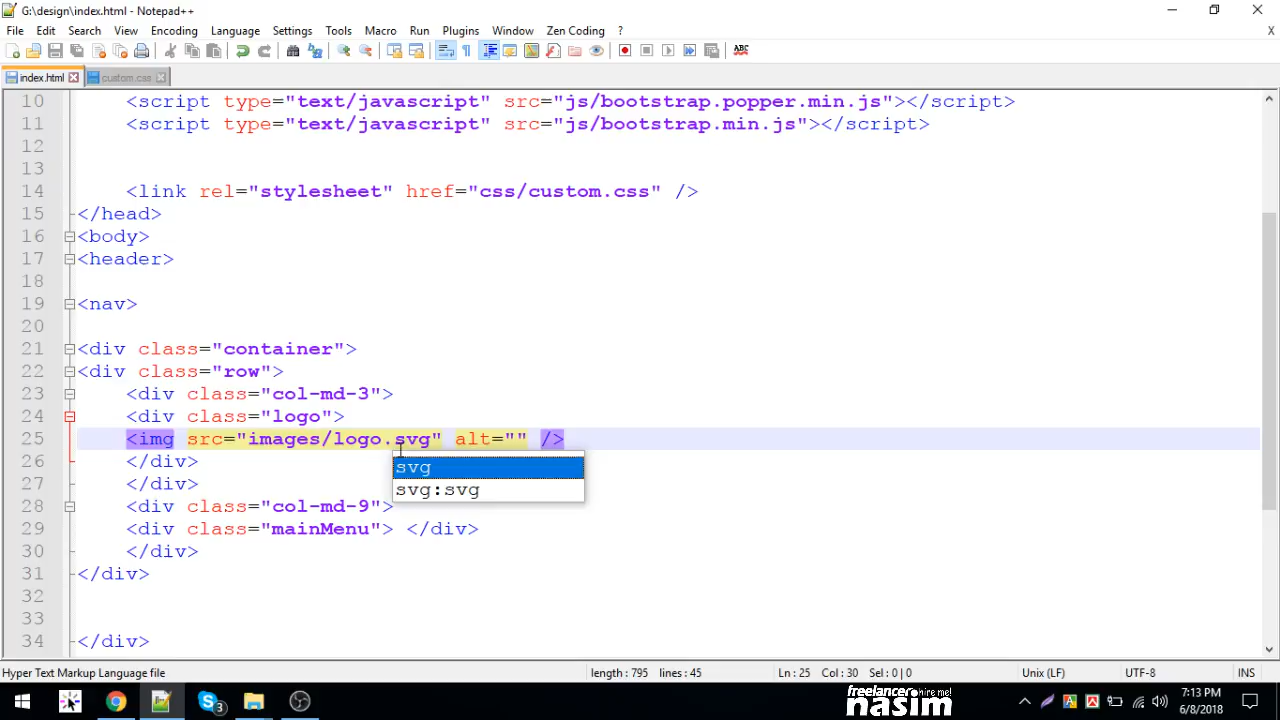 G:\design\index.html - Notepad++
File Edit Search View Encoding Language Settings Tools Macro Run Plugins Window Zen Coding ? X
ABC
index.html custom.css
10 <script type="text/javascript" src="js/bootstrap.popper.min.js"></script>
11 <script type="text/javascript" src="js/bootstrap.min.js"></script>
12
13
14 <link rel="stylesheet" href="css/custom.css" />
15 </head>
16 <body>
17 <header>
18
19 <nav>
20
21 <div class="container">
22 <div class="row">
23 <div class="col-md-3">
24 <div class="logo">
25 <img src="images/logo.svg" alt="" />
26 </div>
svg
27 </div>
svg:svg
28 <div class="col-md-9">
29 <div class="mainMenu"> </div>
30 </div>
31 </div>
32
33
34 </div>
Hyper Text Markup Language file length : 795 lines : 45 Ln : 25 Col : 30 Sel : 0 | 0 Unix (LF) UTF-8 INS
3
freelancer hire me!
nasim
7:13 PM
6/8/2018